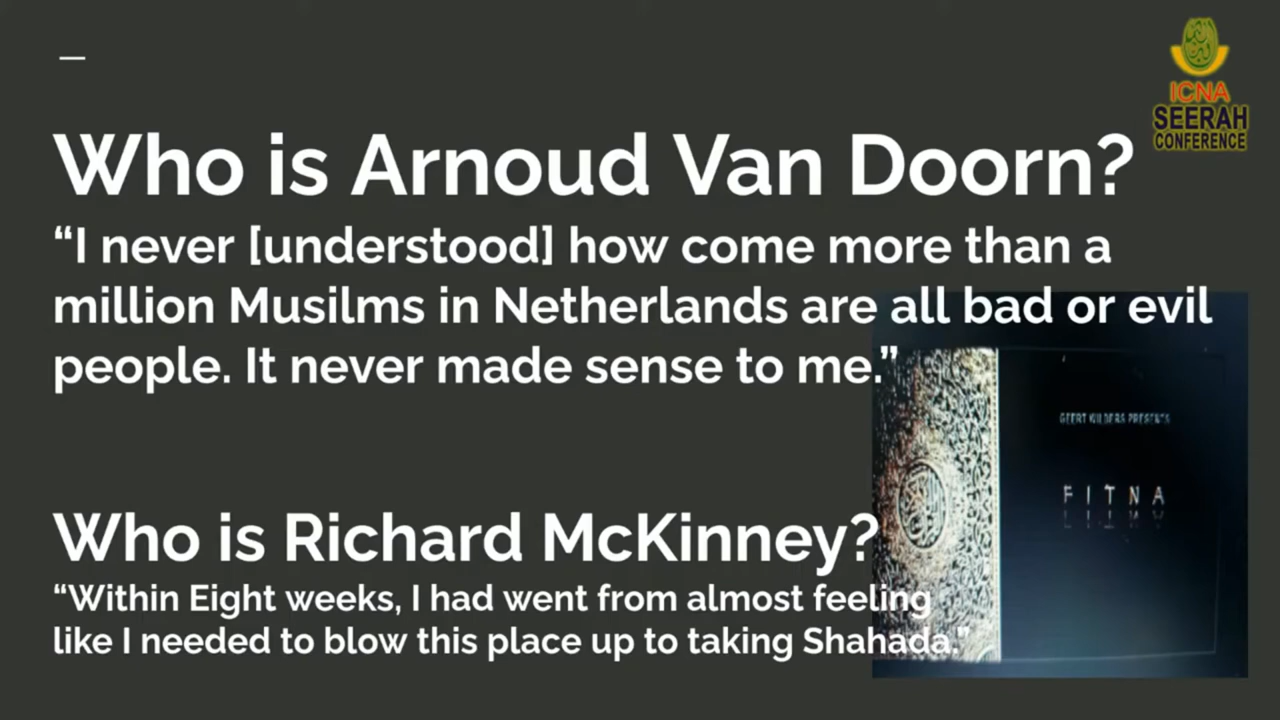 ICNA
SEERAH
CONFERENCE
Who is Arnoud Van Doorn?
“I never [understood] how come more than a
million Musilms in Netherlands are all bad or evil
people. It never made sense to me.”
GEERT WILDERS PRESENTS
FITNA
Who is Richard McKinney?
“Within Eight weeks, I had went from almost feeling
like I needed to blow this place up to taking Shahada.”